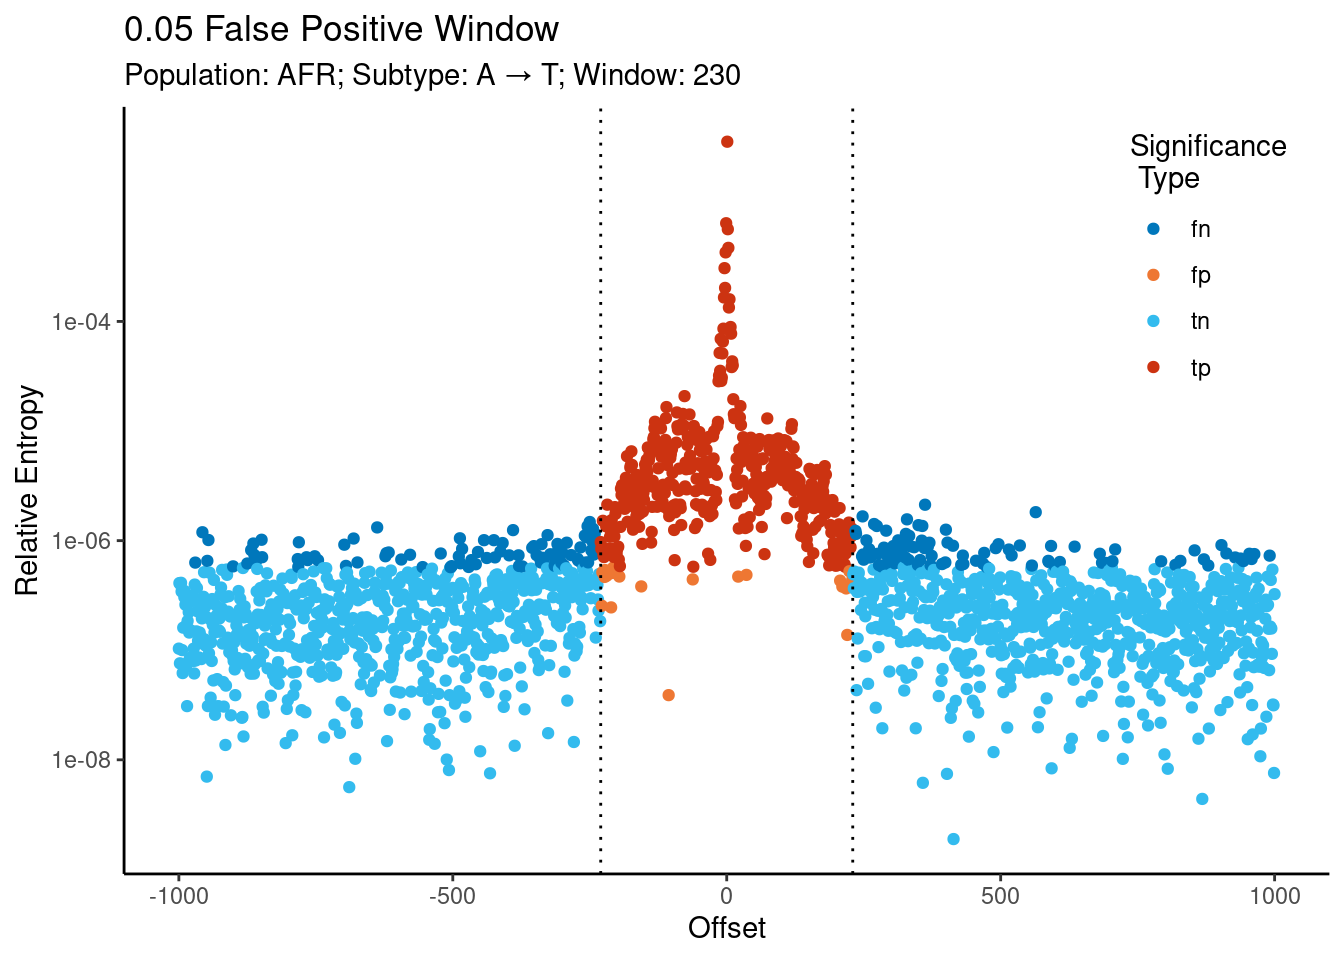 0.05 False Positive Window
Population: AFR; Subtype: A → T; Window: 230
Significance
Type
fn
fp
tn
tp
1e-04
1e-06
1e-08
Relative Entropy
-1000
-500
0
500
1000
Offset